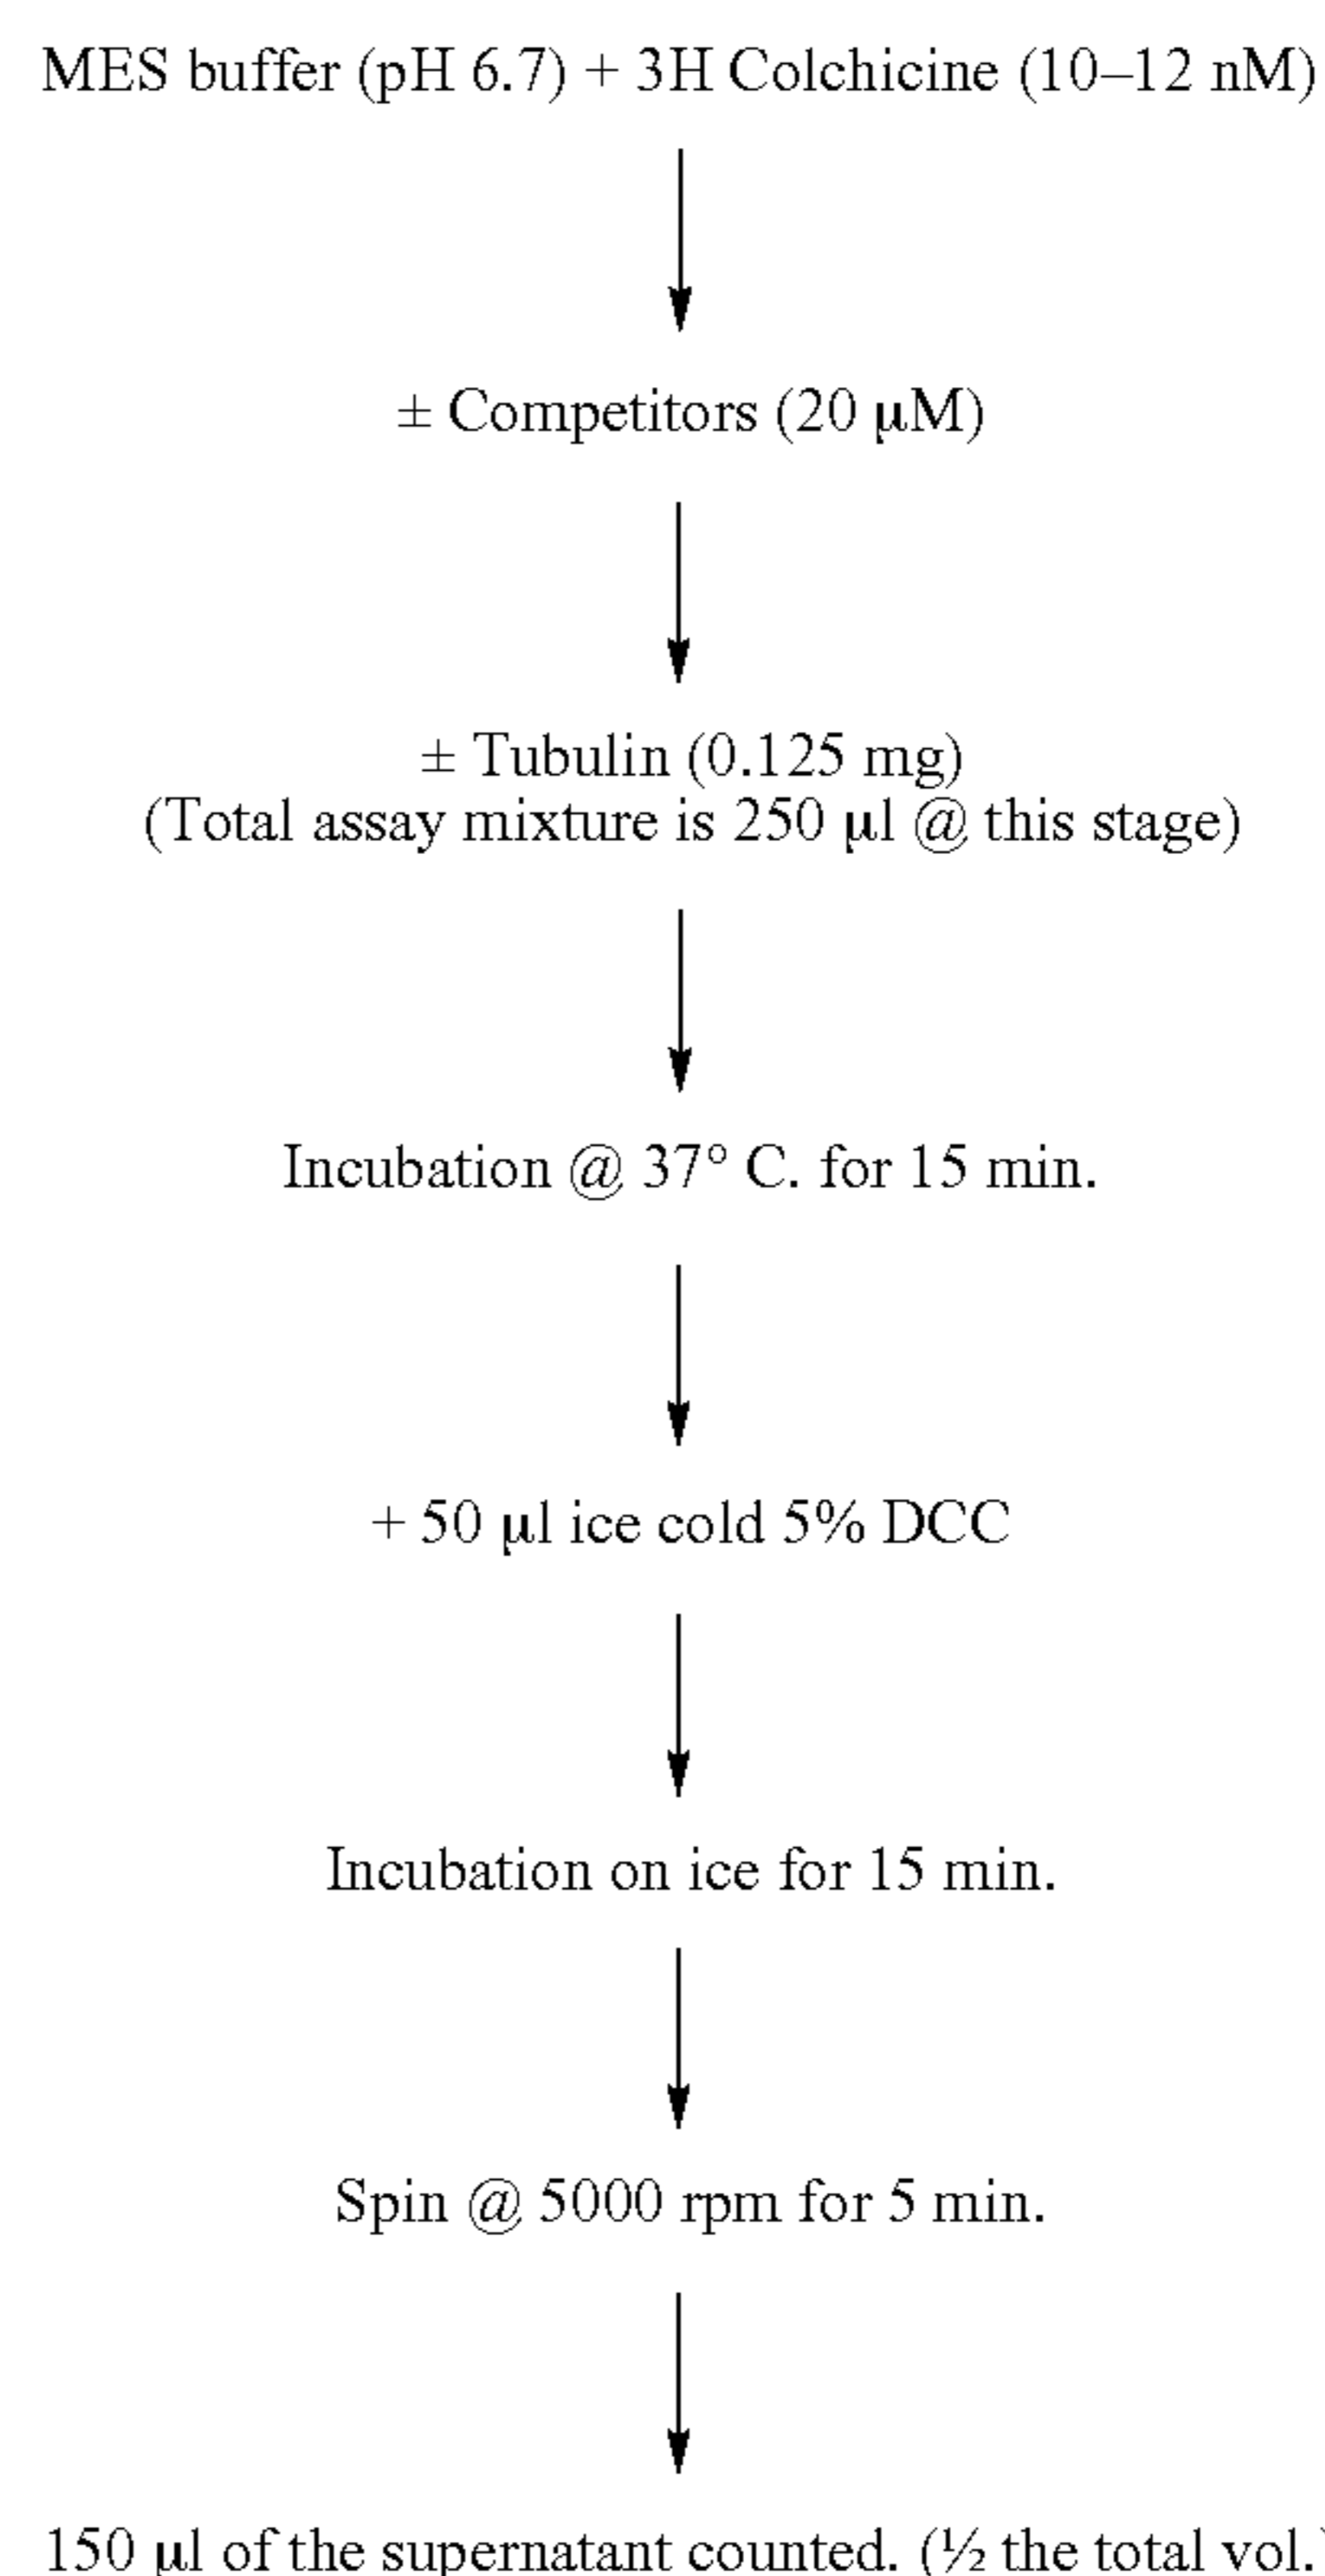 MES buffer (pH 6.7) + 3H Colchicine (10–12 nM)
± Competitors (20 μM)
± Tubulin (0.125 mg)
(Total assay mixture is 250 μl @ this stage)
Incubation @ 37° C. for 15 min.
+ 50 μl ice cold 5% DCC
Incubation on ice for 15 min.
Spin @ 5000 rpm for 5 min.
150 μl of the supernatant counted. (½ the total vol.)